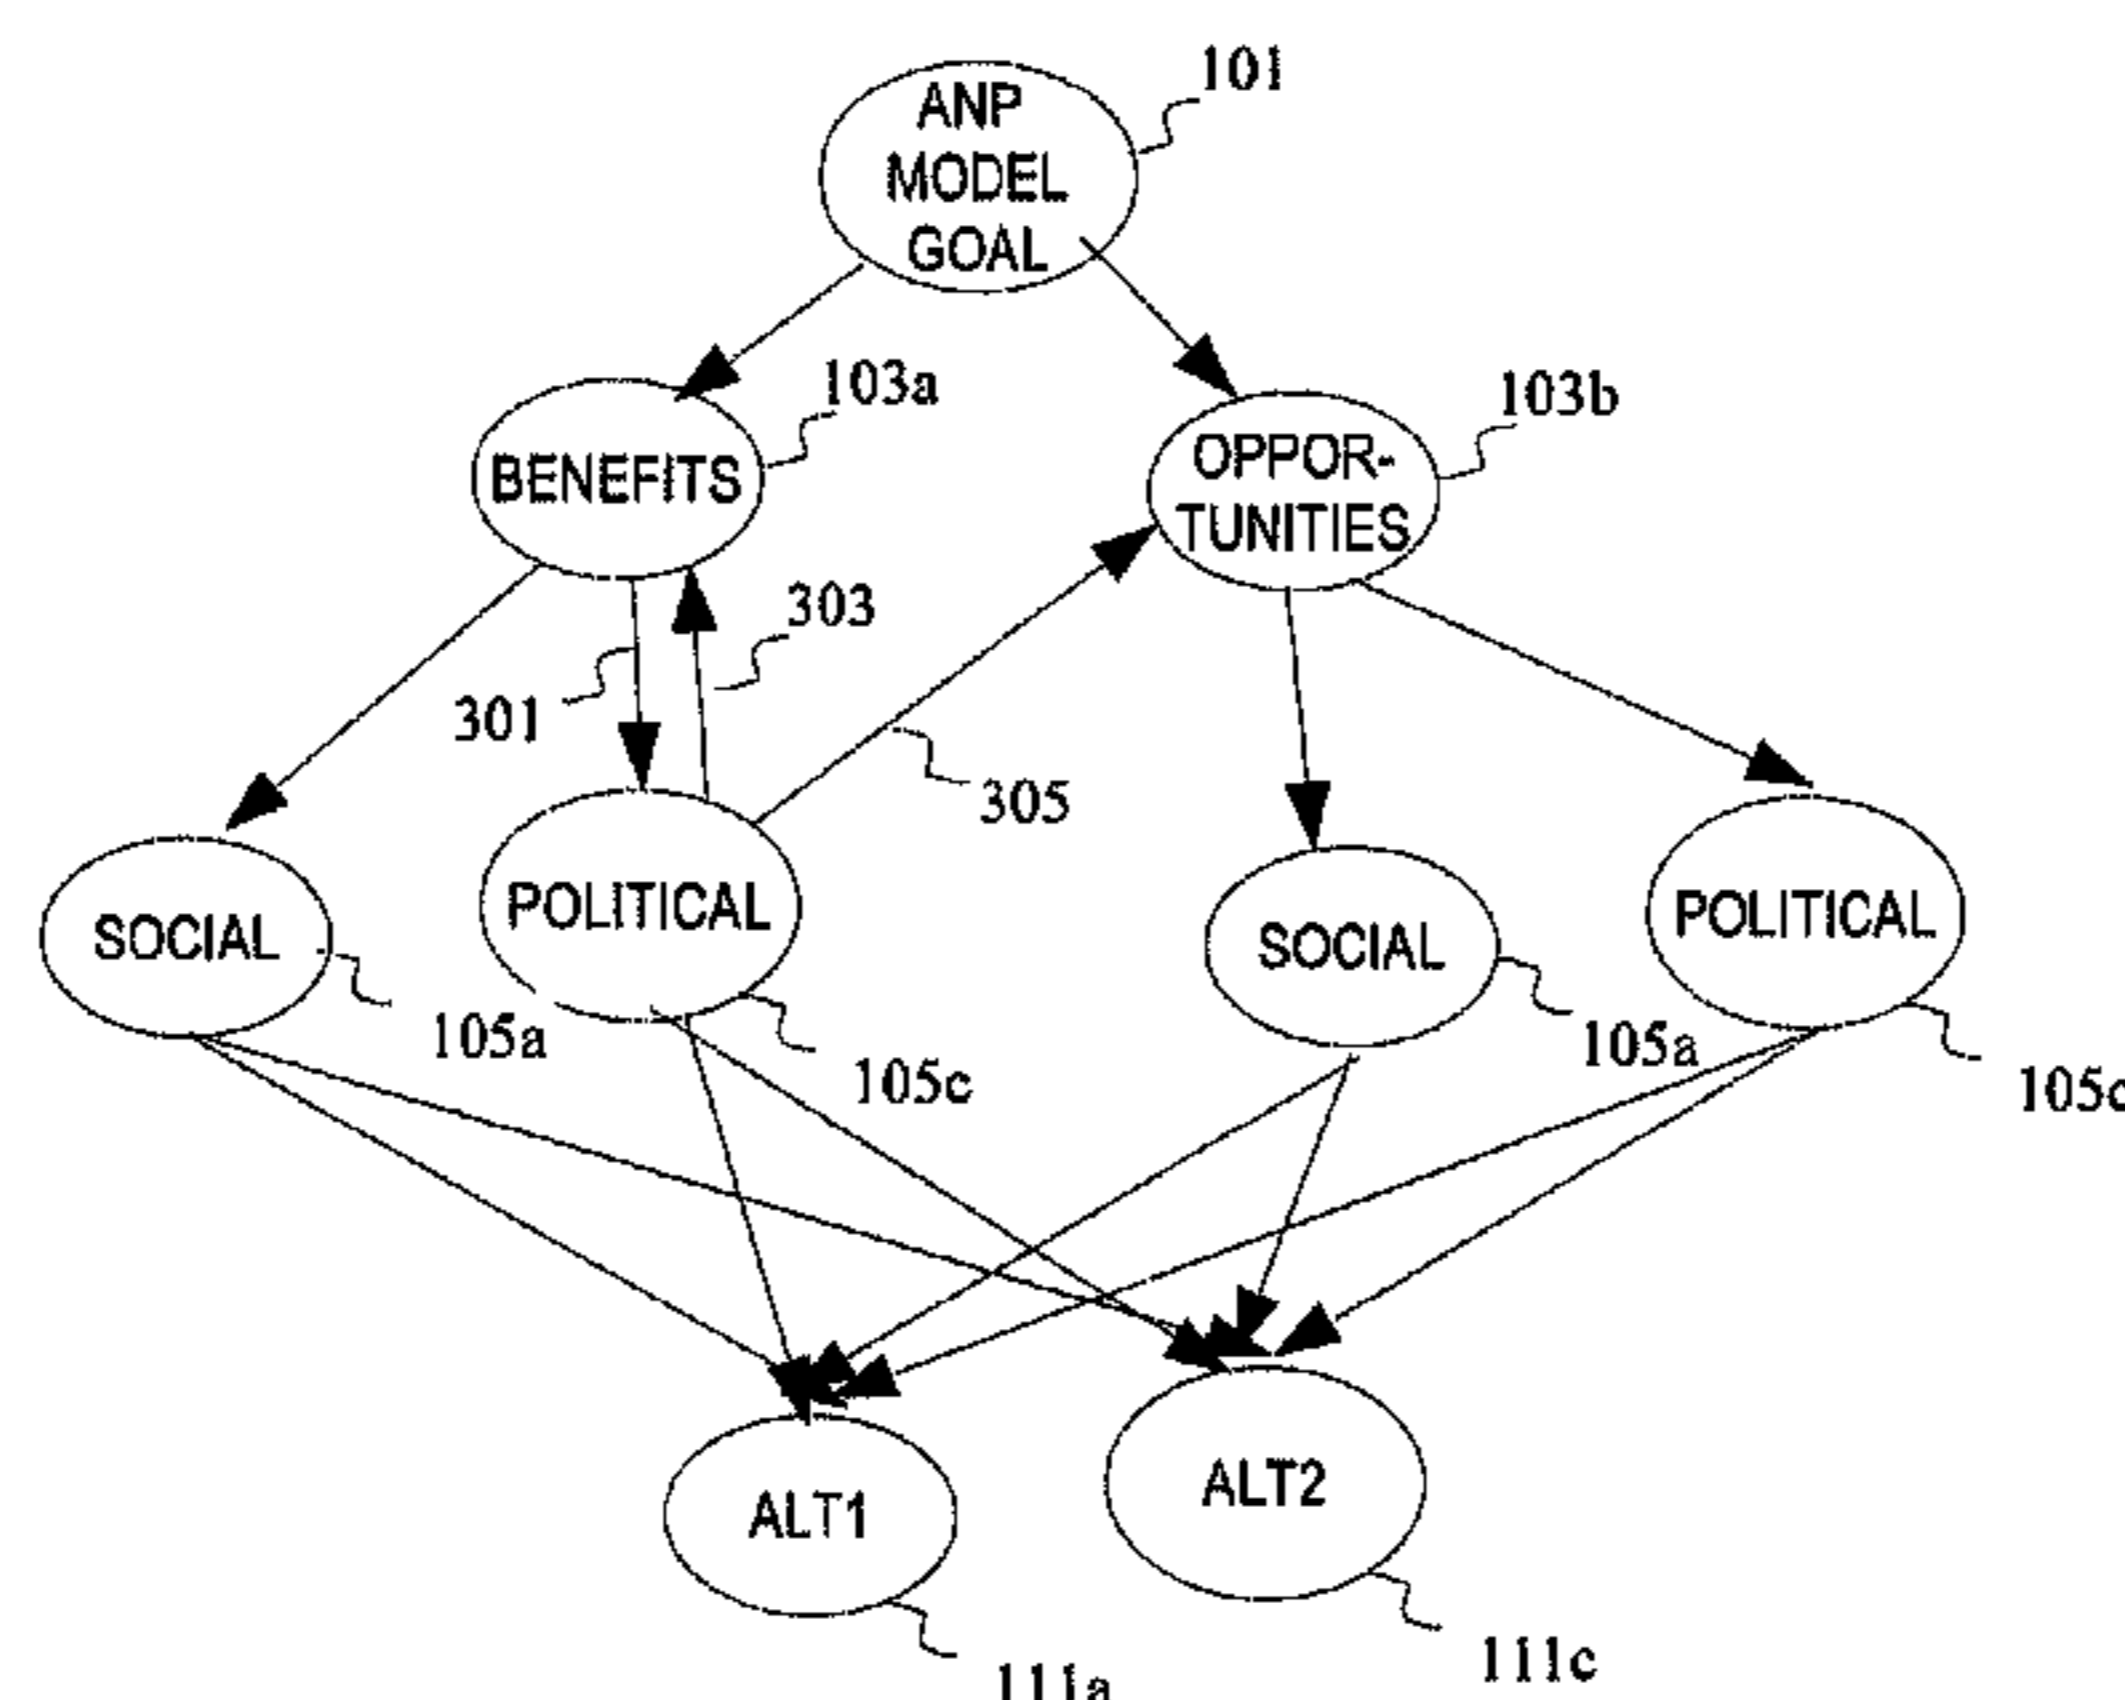 101
ANP
MODEL
GOAL
103a
103b
BENEFITS
OPPOR-
TUNITIES
303
301
305
SOCIAL
POLITICAL
SOCIAL
POLITICAL
105a
105c
105a
105c
ALT1
ALT2
111a
111c